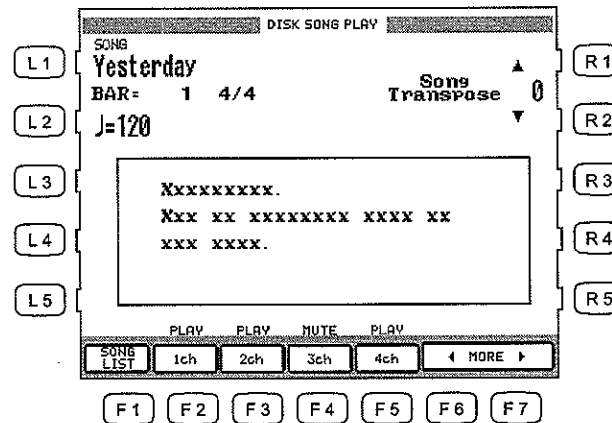 DISK SONG PLAY
SONG
Yesterday
BAR= 1 4/4
♩=120
Song
Transpose 0
▲
▼
Xxxxxxxxx.
Xxx xx xxxxxxxx xxxx xx
xxx xxxx.
PLAY PLAY MUTE PLAY
SONG LIST 1ch 2ch 3ch 4ch ◀ MORE ▶
L1
L2
L3
L4
L5
R1
R2
R3
R4
R5
F1 F2 F3 F4 F5 F6 F7